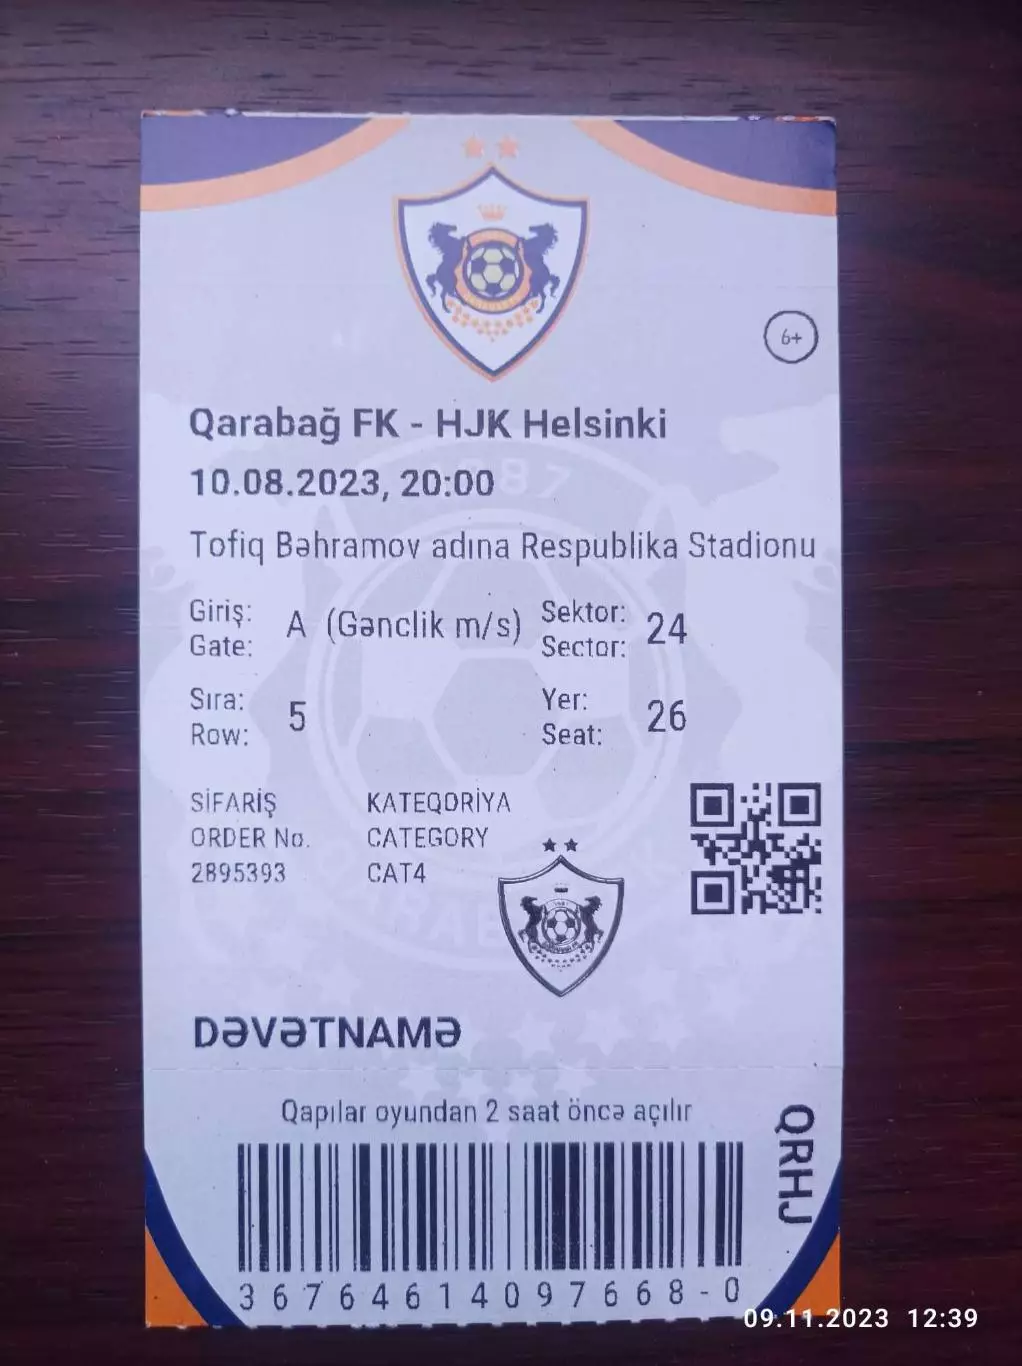 6+
Qarabağ FK - HJK Helsinki
10.08.2023, 20:00
Tofiq Bəhramov adına Respublika Stadionu
Giriş: A (Gənclik m/s) Sektor: 24
Gate: Sector:
Sıra: 5 Yer: 26
Row: Seat:
SİFARİŞ KATEQORİYA
ORDER No. CATEGORY
2895393 CAT4
DƏVƏTNAMƏ
Qapılar oyundan 2 saat öncə açılır
QRHJ
36764614097668-0
09.11.2023 12:39